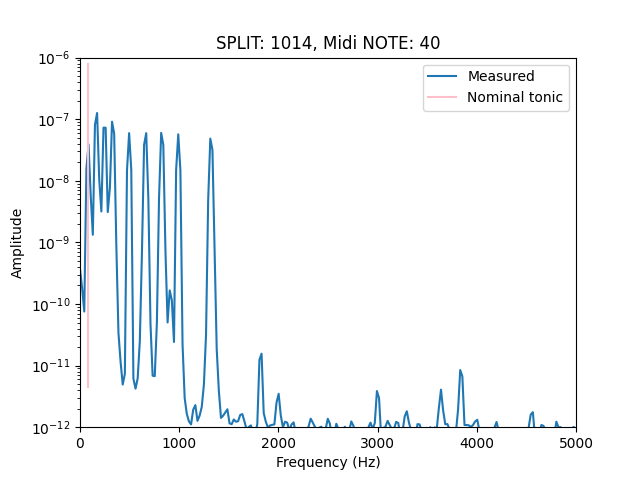 SPLIT: 1014, Midi NOTE: 40
Measured
Nominal tonic
Amplitude
10⁻⁶
10⁻⁷
10⁻⁸
10⁻⁹
10⁻¹⁰
10⁻¹¹
10⁻¹²
0 1000 2000 3000 4000 5000
Frequency (Hz)